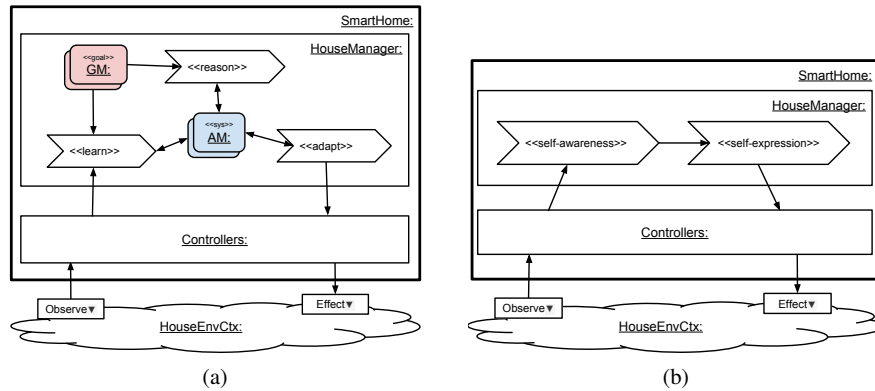 SmartHome:
HouseManager:
<<goal>>
GM:
<<reason>>
<<sys>>
AM:
<<learn>>
<<adapt>>
Controllers:
Observe▼
Effect▼
HouseEnvCtx:
(a)
SmartHome:
HouseManager:
<<self-awareness>>
<<self-expression>>
Controllers:
Observe▼
Effect▼
HouseEnvCtx:
(b)